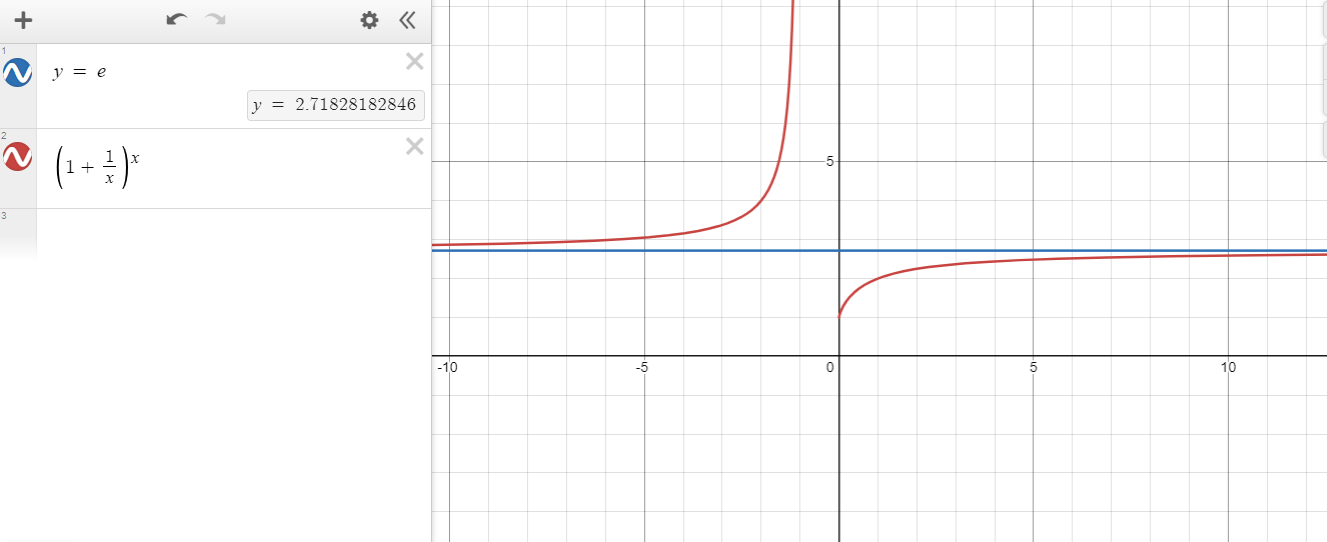 1
y = e
y = 2.71828182846
2
(1 + 1/x)^x
3
5
-10 -5 0 5 10